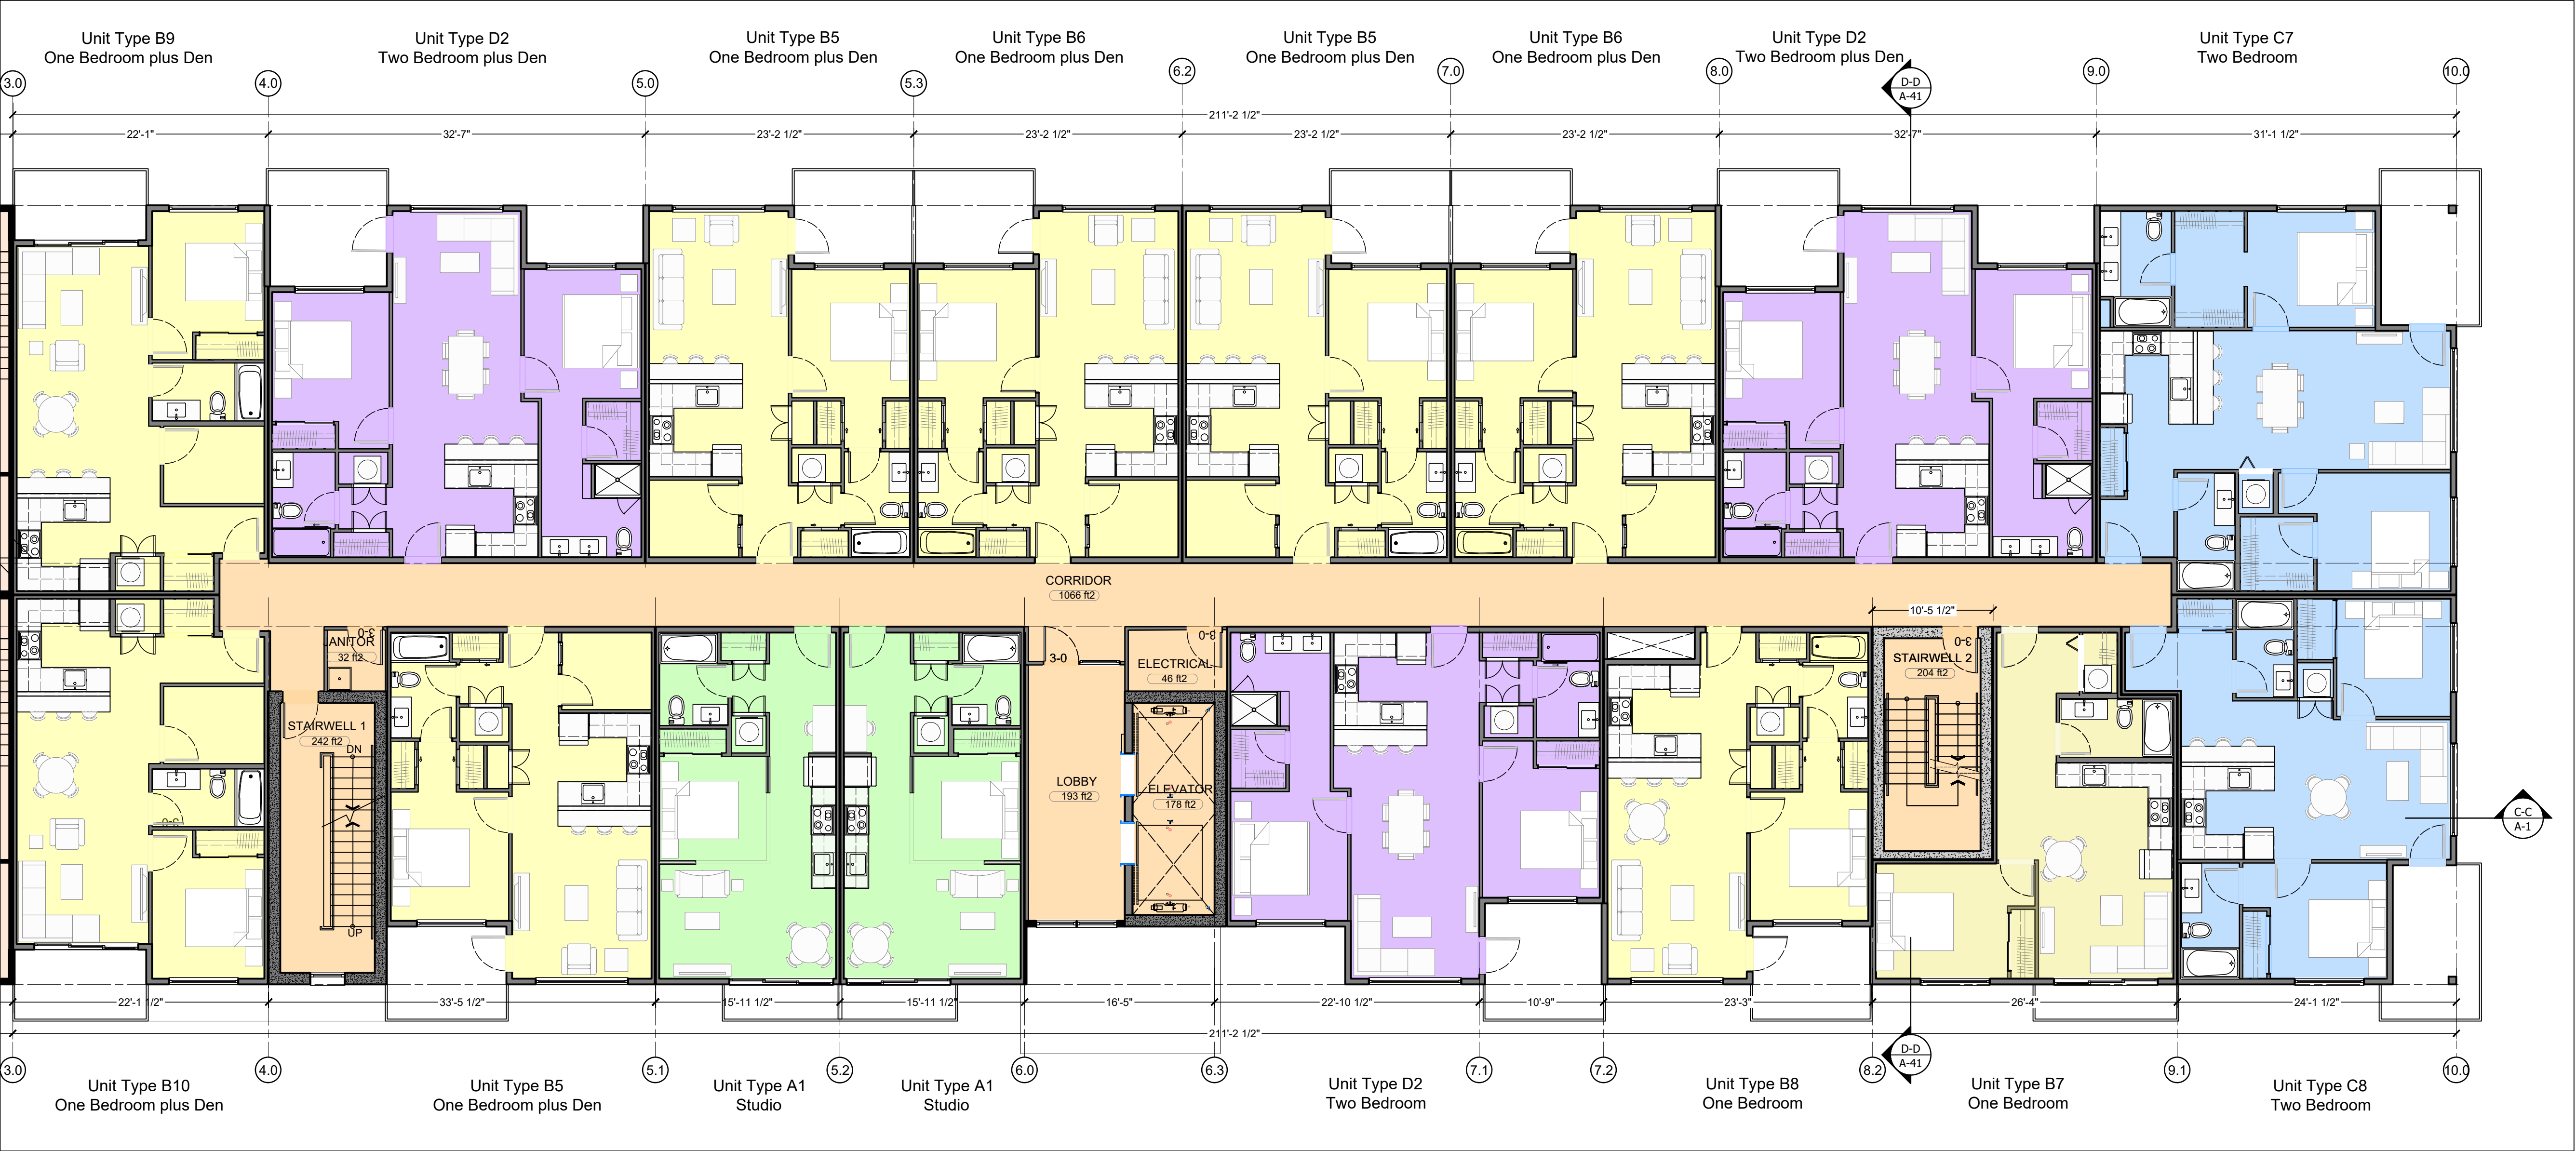 Unit Type B9
One Bedroom plus Den
Unit Type D2
Two Bedroom plus Den
Unit Type B5
One Bedroom plus Den
Unit Type B6
One Bedroom plus Den
Unit Type B5
One Bedroom plus Den
Unit Type B6
One Bedroom plus Den
Unit Type D2
Two Bedroom plus Den
Unit Type C7
Two Bedroom
3.0
4.0
5.0
5.3
6.2
7.0
8.0
D-D
A-41
9.0
10.0
211'-2 1/2"
22'-1"
32'-7"
23'-2 1/2"
23'-2 1/2"
23'-2 1/2"
23'-2 1/2"
32'-7"
31'-1 1/2"
CORRIDOR
1066 ft2
10'-5 1/2"
3-0
JANITOR
32 ft2
3-0
3-0
ELECTRICAL
46 ft2
3-0
STAIRWELL 2
204 ft2
STAIRWELL 1
242 ft2
DN
UP
LOBBY
193 ft2
ELEVATOR
178 ft2
C-C
A-1
22'-1 1/2"
33'-5 1/2"
15'-11 1/2"
15'-11 1/2"
16'-5"
22'-10 1/2"
10'-9"
23'-3"
26'-4"
24'-1 1/2"
211'-2 1/2"
3.0
4.0
5.1
5.2
6.0
6.3
7.1
7.2
8.2
D-D
A-41
9.1
10.0
Unit Type B10
One Bedroom plus Den
Unit Type B5
One Bedroom plus Den
Unit Type A1
Studio
Unit Type A1
Studio
Unit Type D2
Two Bedroom
Unit Type B8
One Bedroom
Unit Type B7
One Bedroom
Unit Type C8
Two Bedroom